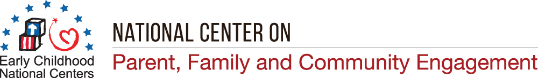 Early Childhood
National Centers
NATIONAL CENTER ON
Parent, Family and Community Engagement